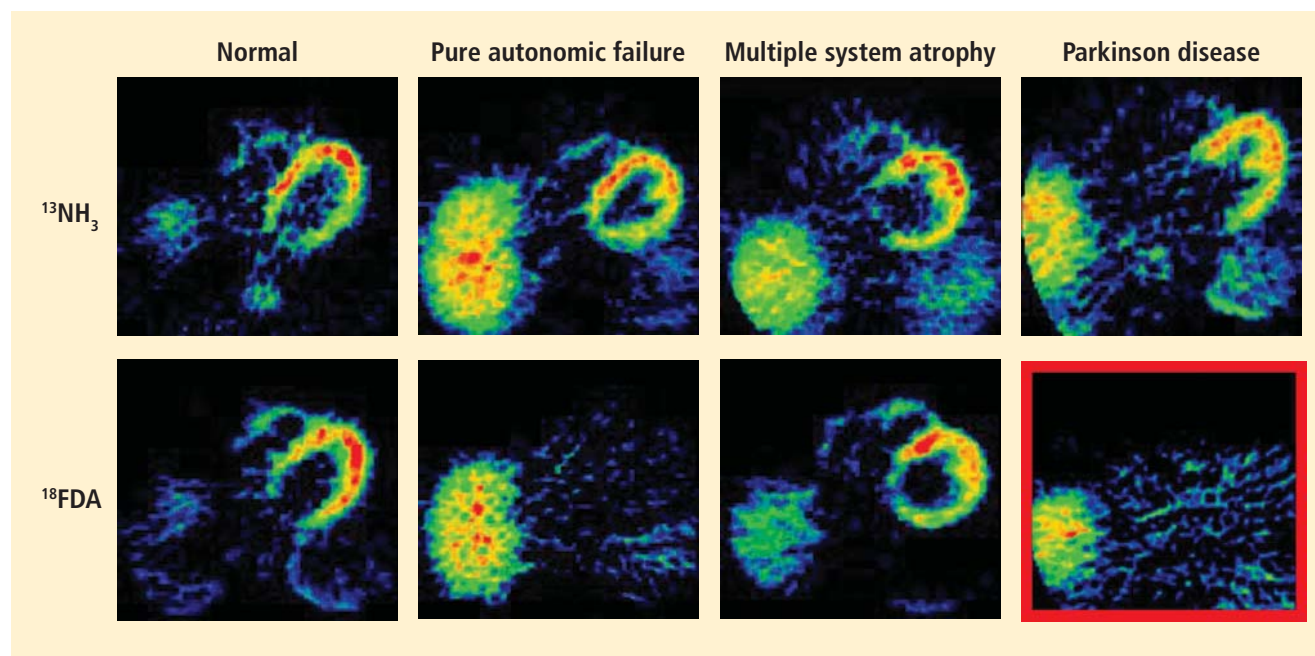 Normal
Pure autonomic failure
Multiple system atrophy
Parkinson disease
¹³NH₃
¹⁸FDA